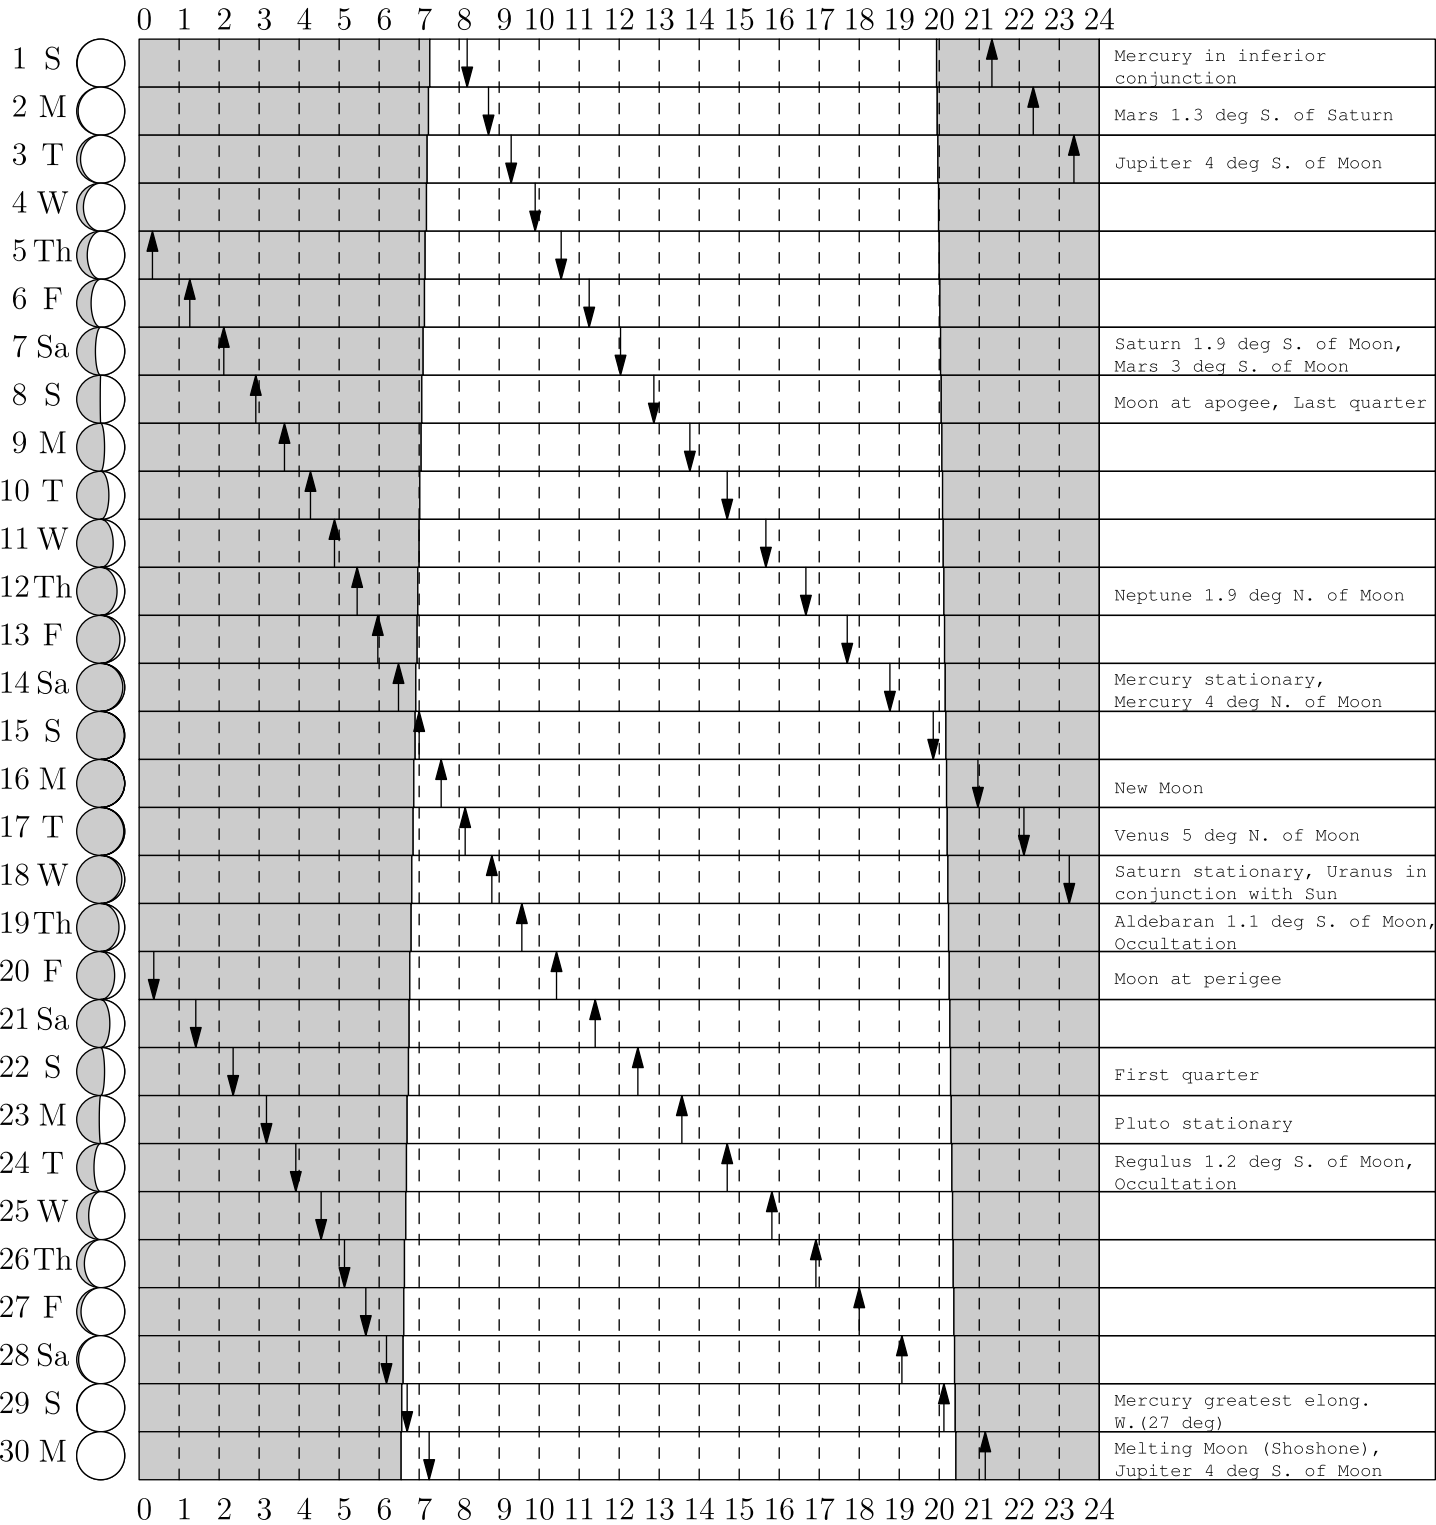 0 1 2 3 4 5 6 7 8 9 10 11 12 13 14 15 16 17 18 19 20 21 22 23 24
1 S Mercury in inferior
conjunction
2 M Mars 1.3 deg S. of Saturn
3 T Jupiter 4 deg S. of Moon
4 W
5 Th
6 F
7 Sa Saturn 1.9 deg S. of Moon,
Mars 3 deg S. of Moon
8 S Moon at apogee, Last quarter
9 M
10 T
11 W
12 Th Neptune 1.9 deg N. of Moon
13 F
14 Sa Mercury stationary,
Mercury 4 deg N. of Moon
15 S
16 M New Moon
17 T Venus 5 deg N. of Moon
18 W Saturn stationary, Uranus in
conjunction with Sun
19 Th Aldebaran 1.1 deg S. of Moon,
Occultation
20 F Moon at perigee
21 Sa
22 S First quarter
23 M Pluto stationary
24 T Regulus 1.2 deg S. of Moon,
Occultation
25 W
26 Th
27 F
28 Sa
29 S Mercury greatest elong.
W.(27 deg)
30 M Melting Moon (Shoshone),
Jupiter 4 deg S. of Moon
0 1 2 3 4 5 6 7 8 9 10 11 12 13 14 15 16 17 18 19 20 21 22 23 24